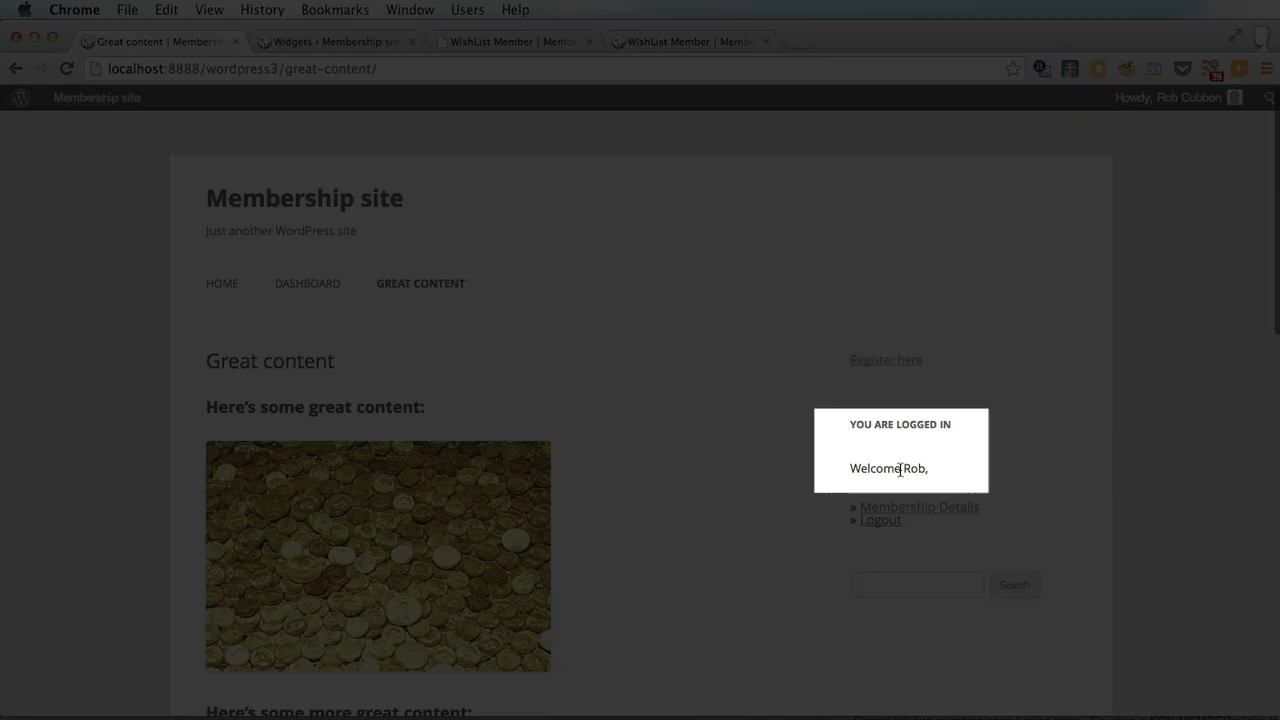 Chrome File Edit View History Bookmarks Window Users Help
Great content | Membersh
Widgets ‹ Membership site
WishList Member | Membe
WishList Member | Membe
localhost:8888/wordpress3/great-content/
39
Membership site
Howdy, Rob Cubbon
Membership site
Just another WordPress site
HOME DASHBOARD GREAT CONTENT
Great content
Here's some great content:
Here's some more great content:
Register here
YOU ARE LOGGED IN
Welcome Rob,
» Membership Details
» Logout
Search